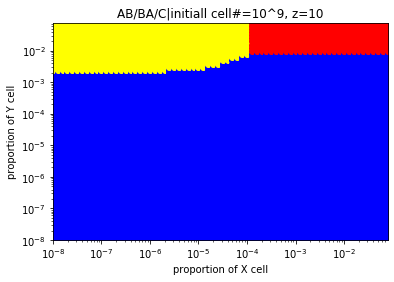 AB/BA/C|initiall cell#=10^9, z=10
proportion of Y cell
10⁻²
10⁻³
10⁻⁴
10⁻⁵
10⁻⁶
10⁻⁷
10⁻⁸
10⁻⁸ 10⁻⁷ 10⁻⁶ 10⁻⁵ 10⁻⁴ 10⁻³ 10⁻²
proportion of X cell